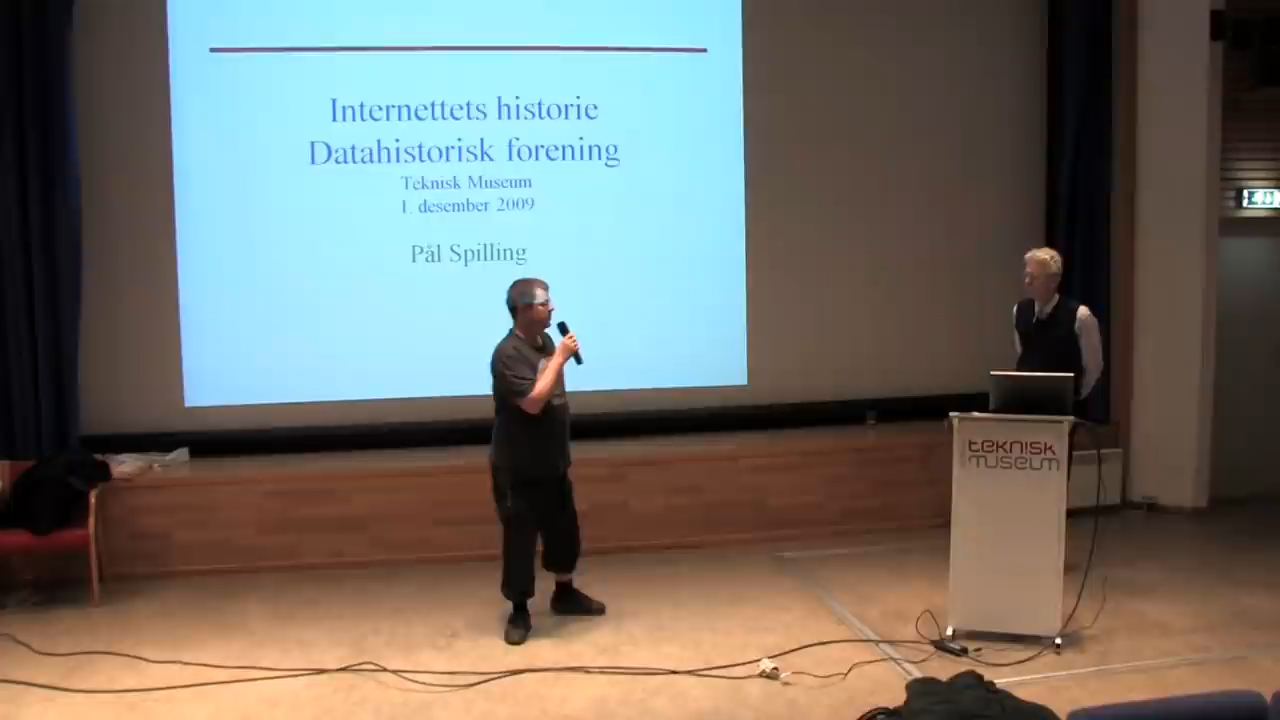 Internettets historie
Datahistorisk forening
Teknisk Museum
1. desember 2009
Pål Spilling
teknisk
museum